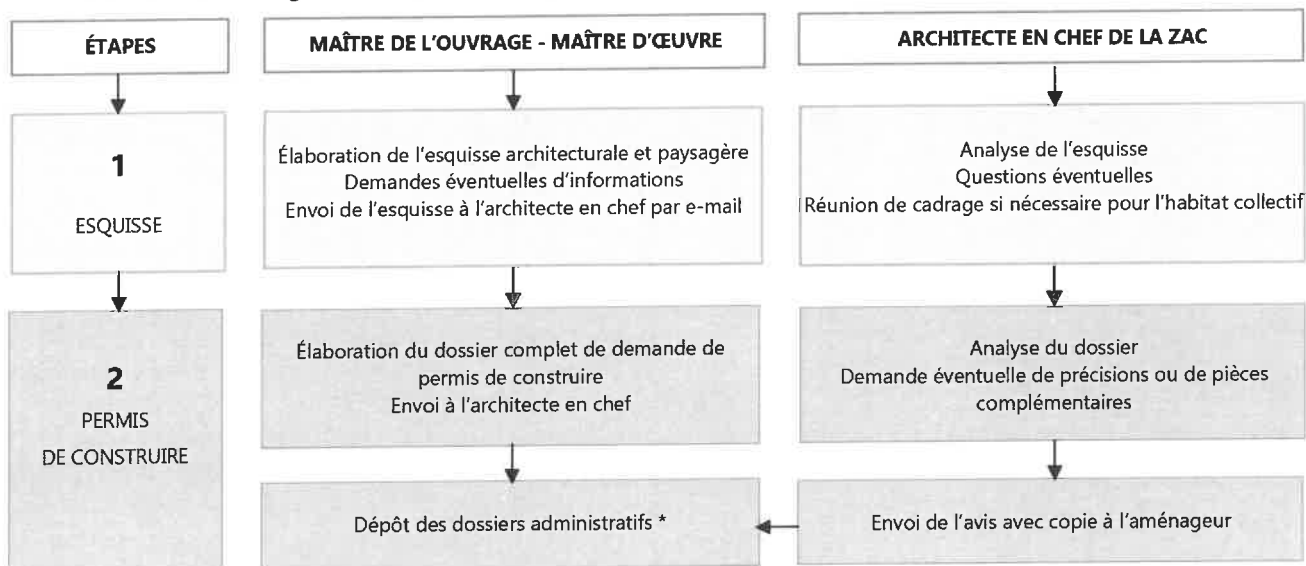 ÉTAPES
MAÎTRE DE L'OUVRAGE - MAÎTRE D'ŒUVRE
ARCHITECTE EN CHEF DE LA ZAC
1
ESQUISSE
Élaboration de l'esquisse architecturale et paysagère
Demandes éventuelles d'informations
Envoi de l'esquisse à l'architecte en chef par e-mail
Analyse de l'esquisse
Questions éventuelles
Réunion de cadrage si nécessaire pour l'habitat collectif
2
PERMIS
DE CONSTRUIRE
Élaboration du dossier complet de demande de
permis de construire
Envoi à l'architecte en chef
Analyse du dossier
Demande éventuelle de précisions ou de pièces
complémentaires
Dépôt des dossiers administratifs *
Envoi de l'avis avec copie à l'aménageur